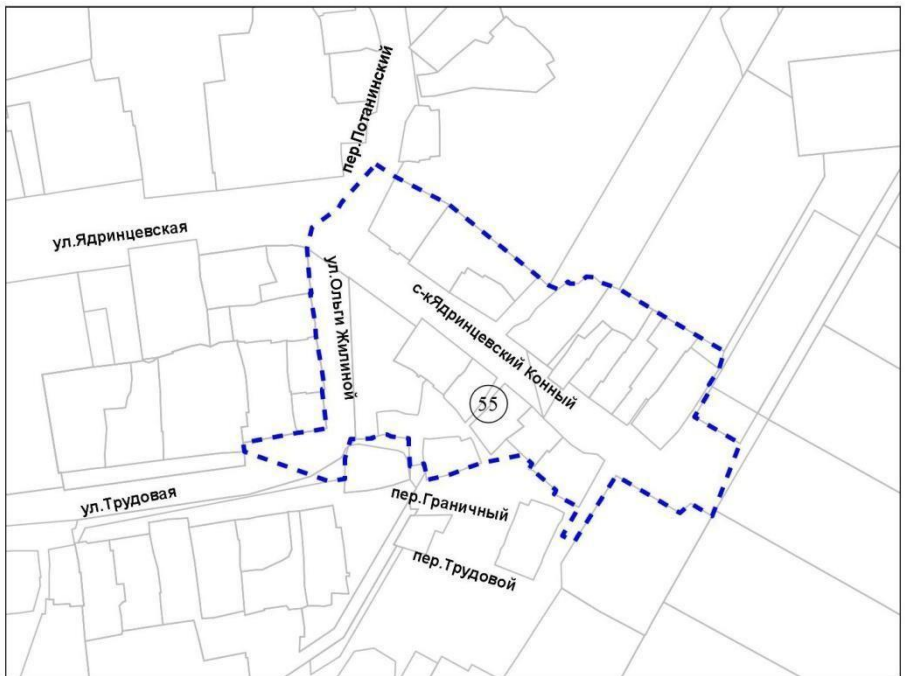 пер.Потанинский
ул.Ядринцевская
ул.Ольги Жилиной
с-кЯдринцевский Конный
55
ул.Трудовая
пер.Граничный
пер.Трудовой